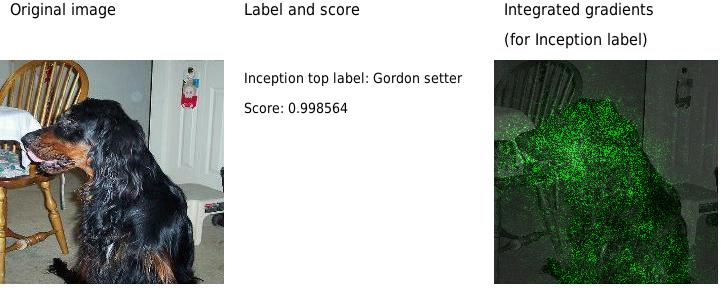 Original image
Label and score
Integrated gradients
(for Inception label)
Inception top label: Gordon setter
Score: 0.998564